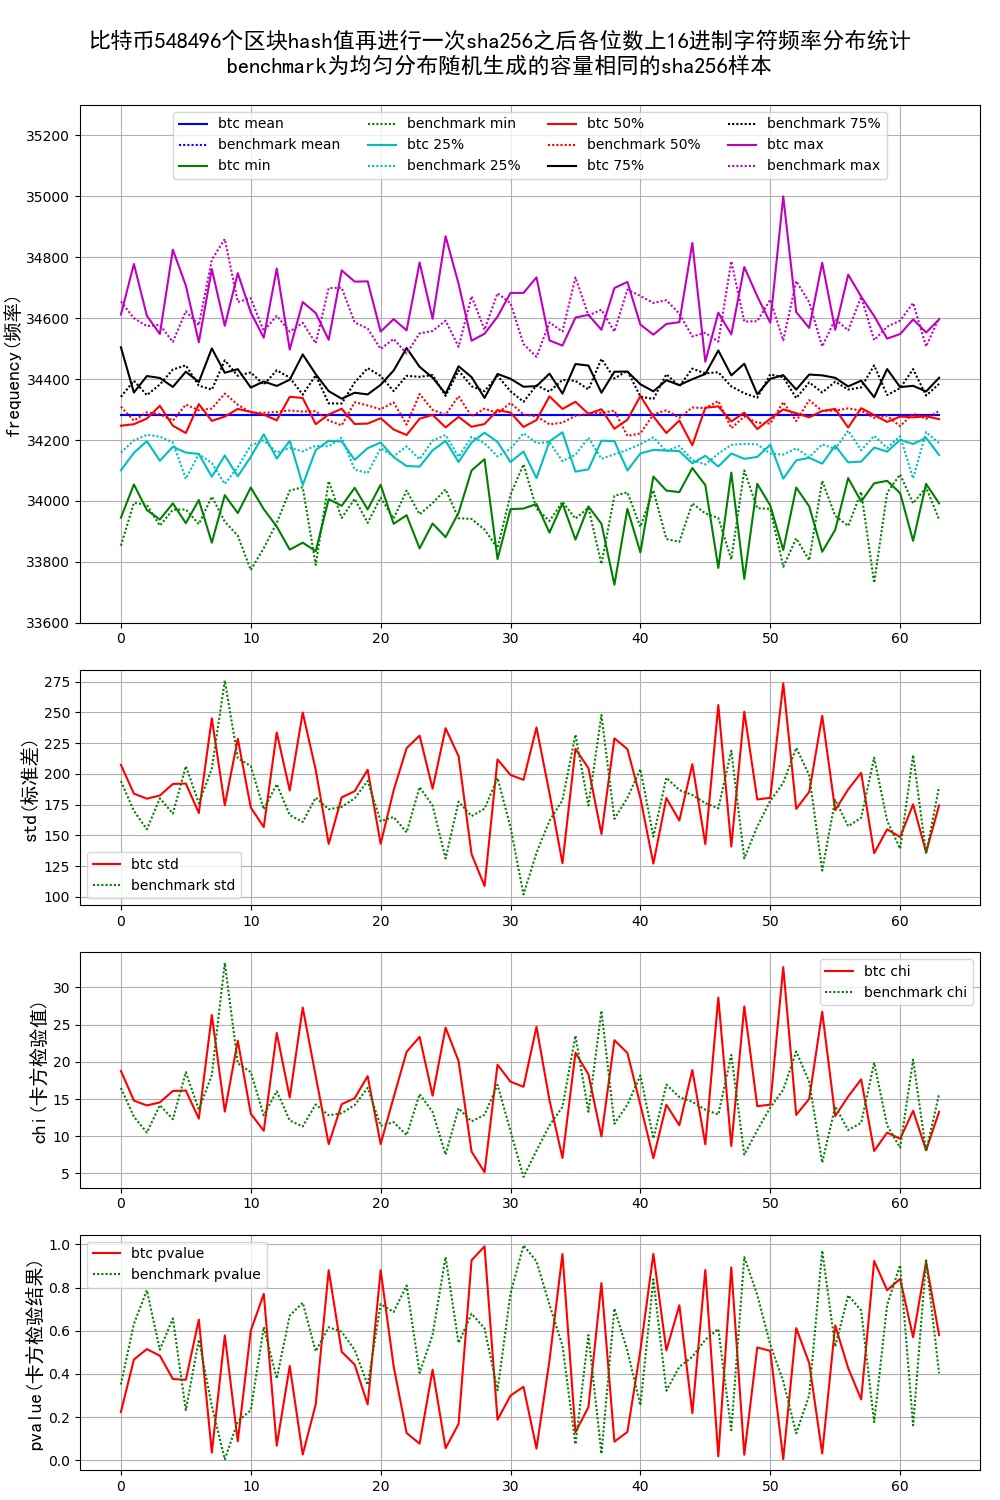 比特币548496个区块hash值再进行一次sha256之后各位数上16进制字符频率分布统计
benchmark为均匀分布随机生成的容量相同的sha256样本
btc mean
benchmark mean
btc min
benchmark min
btc 25%
benchmark 25%
btc 50%
benchmark 50%
btc 75%
benchmark 75%
btc max
benchmark max
frequency(频率)
35200
35000
34800
34600
34400
34200
34000
33800
33600
0 10 20 30 40 50 60
std(标准差)
275
250
225
200
175
150
125
100
btc std
benchmark std
0 10 20 30 40 50 60
chi(卡方检验值)
30
25
20
15
10
5
btc chi
benchmark chi
0 10 20 30 40 50 60
pvalue(卡方检验结果)
1.0
0.8
0.6
0.4
0.2
0.0
btc pvalue
benchmark pvalue
0 10 20 30 40 50 60